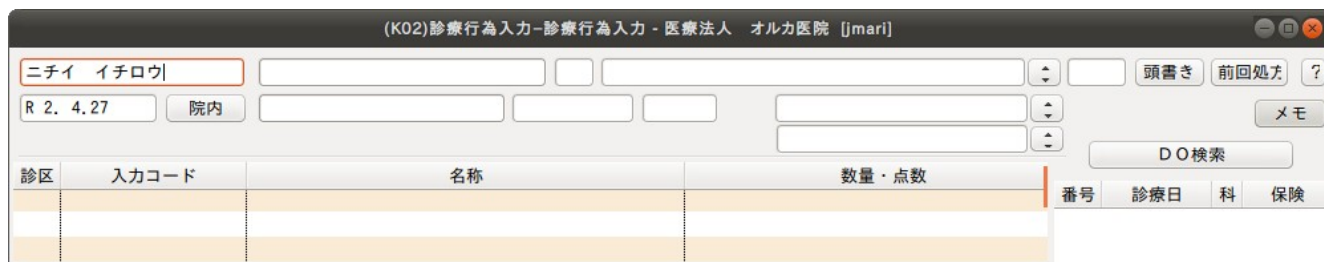 (K02)診療行為入力−診療行為入力 - 医療法人　オルカ医院 [jmari]
ニチイ　イチロウ 頭書き 前回処方 ?
R 2. 4.27 院内 メモ
DO検索
診区 入力コード 名称 数量・点数
番号 診療日 科 保険